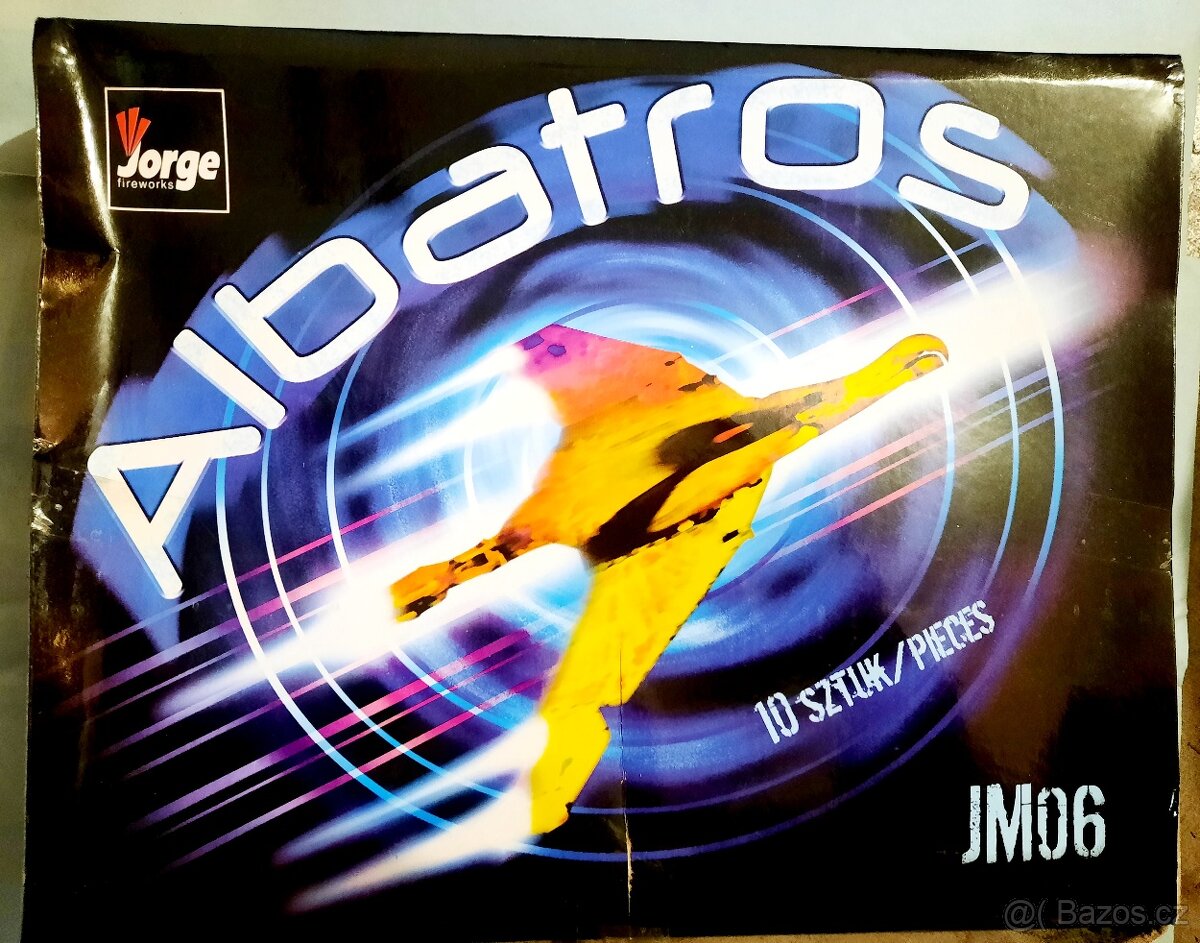 Jorge
fireworks
Albatros
10 SZTUK/PIECES
JM06
@( Bazos.cz